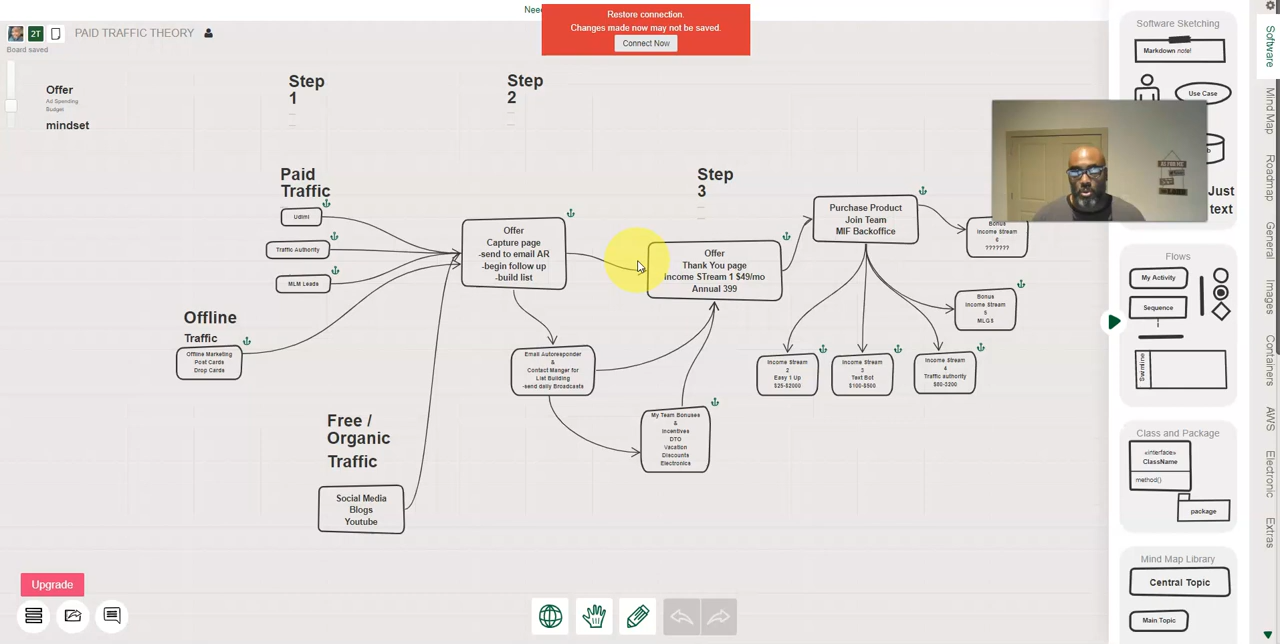 Restore connection.
Changes made now may not be saved.
Connect Now
2T
PAID TRAFFIC THEORY
Board saved
Offer
Ad Spending
Budget
mindset
Step
1
Step
2
Paid
Traffic
Udimi
Traffic Authority
MLM Leads
Offline
Traffic
Offline Marketing
Post Cards
Drop Cards
Free /
Organic
Traffic
Social Media
Blogs
Youtube
Offer
Capture page
-send to email AR
-begin follow up
-build list
Email Autoresponder
&
Contact Manger for
List Building
-send daily Broadcasts
My Team Bonuses
&
Incentives
DTO
Vacation
Discounts
Electronics
Step
3
Offer
Thank You page
Income STream 1 $49/mo
Annual 399
Purchase Product
Join Team
MIF Backoffice
Bonus
Income Stream
6
???????
Bonus
Income Stream
5
MLGS
Income Stream
2
Easy 1 Up
$25-$2000
Income Stream
3
Text Bot
$100-$500
Income Stream
4
Traffic authority
$60-$200
Upgrade
Software Sketching
Markdown note!
Use Case
Just
text
Flows
My Activity
Sequence
Swimlane
Class and Package
«interface»
ClassName
method()
package
Mind Map Library
Central Topic
Main Topic
Software
Mind Map
Roadmap
General
Images
Containers
AWS
Electronic
Extras